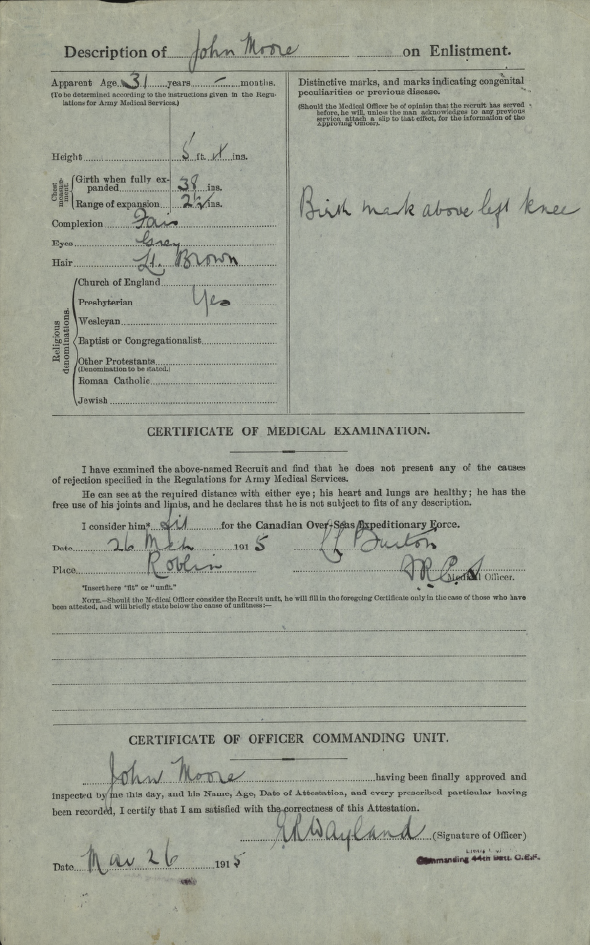 Description of John Moore on Enlistment.
Apparent Age 31 years – months.
(To be determined according to the instructions given in the Regulations for Army Medical Services.)
Height 5 ft. 4 ins.
Chest measurement.
Girth when fully expanded 38 ins.
Range of expansion 2½ ins.
Complexion Fair
Eyes Grey
Hair Lt. Brown
Religious denominations.
Church of England
Presbyterian Yes
Wesleyan
Baptist or Congregationalist
Other Protestants
(Denomination to be stated.)
Roman Catholic
Jewish
Distinctive marks, and marks indicating congenital
peculiarities or previous disease.
(Should the Medical Officer be of opinion that the recruit has served
before, he will, unless the man acknowledges to any previous
service, attach a slip to that effect, for the information of the
Approving Officer).
Birth mark above left knee
CERTIFICATE OF MEDICAL EXAMINATION.
I have examined the above-named Recruit and find that he does not present any of the causes
of rejection specified in the Regulations for Army Medical Services.
He can see at the required distance with either eye; his heart and lungs are healthy; he has the
free use of his joints and limbs, and he declares that he is not subject to fits of any description.
I consider him* fit for the Canadian Over-Seas Expeditionary Force.
Date 26 Mch 1915 Burton
Place Roblin Medical Officer.
*Insert here "fit" or "unfit"
NOTE.—Should the Medical Officer consider the Recruit unfit, he will fill in the foregoing Certificate only in the case of those who have
been attested, and will briefly state below the cause of unfitness:—
CERTIFICATE OF OFFICER COMMANDING UNIT.
John Moore having been finally approved and
inspected by me this day, and his Name, Age, Date of Attestation, and every prescribed particular having
been recorded, I certify that I am satisfied with the correctness of this Attestation.
Wayland (Signature of Officer)
Commanding 44th Batt. C.E.F.
Date Mar 26 1915